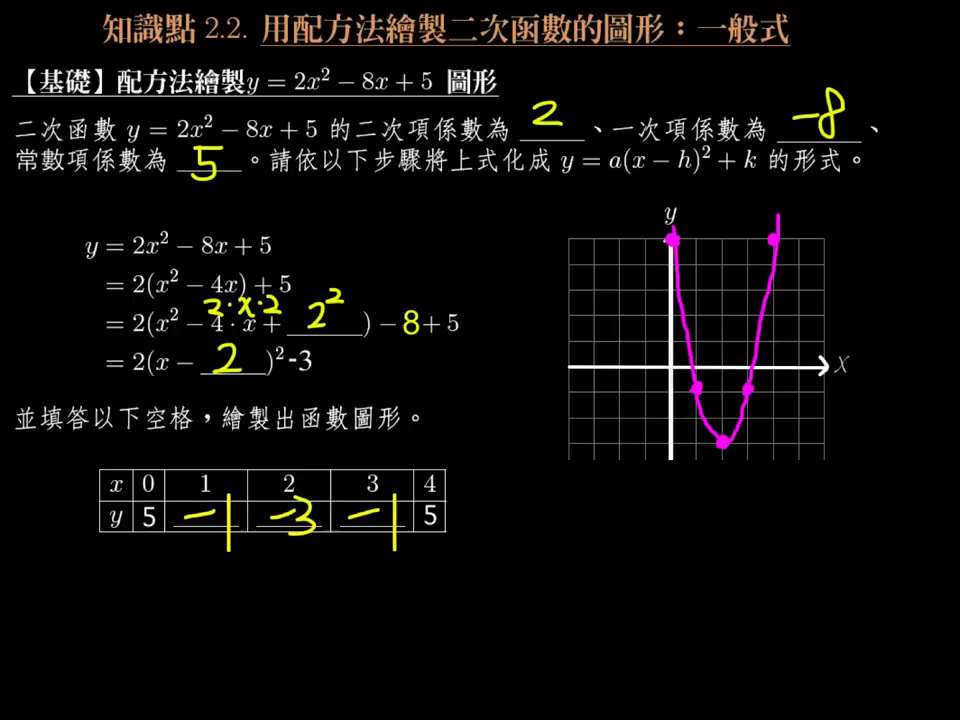 知識點 2.2. 用配方法繪製二次函數的圖形：一般式
【基礎】配方法繪製y = 2x² − 8x + 5 圖形
二次函數 y = 2x² − 8x + 5 的二次項係數為 2 、一次項係數為 -8 、
常數項係數為 5 。請依以下步驟將上式化成 y = a(x − h)² + k 的形式。
y = 2x² − 8x + 5
= 2(x² − 4x) + 5
2·x·2
= 2(x² − 4 · x + 2²) − 8 + 5
= 2(x − 2)² -3
並填答以下空格，繪製出函數圖形。
x 0 1 2 3 4
y 5 -1 -3 -1 5
y
X